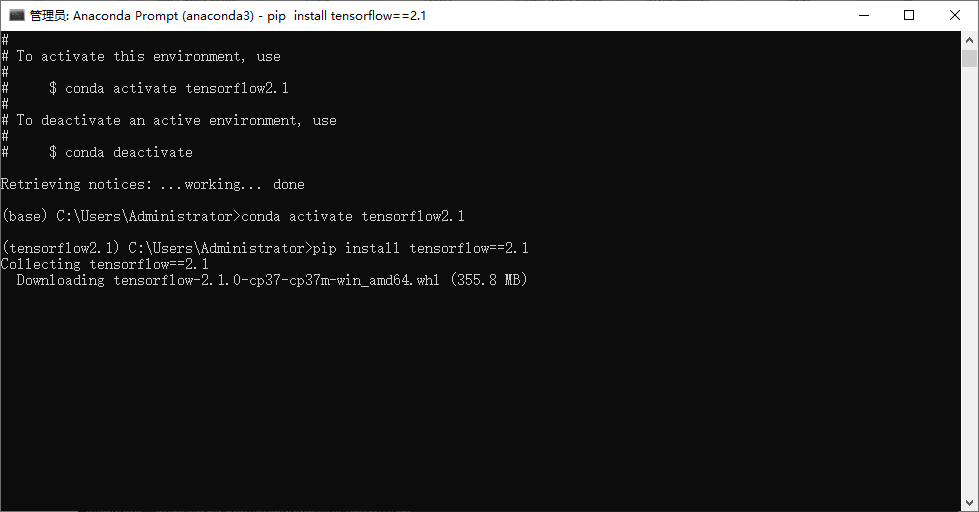 管理员: Anaconda Prompt (anaconda3) - pip  install tensorflow==2.1
#
# To activate this environment, use
#
#     $ conda activate tensorflow2.1
#
# To deactivate an active environment, use
#
#     $ conda deactivate
Retrieving notices: ...working... done
(base) C:\Users\Administrator>conda activate tensorflow2.1
(tensorflow2.1) C:\Users\Administrator>pip install tensorflow==2.1
Collecting tensorflow==2.1
  Downloading tensorflow-2.1.0-cp37-cp37m-win_amd64.whl (355.8 MB)